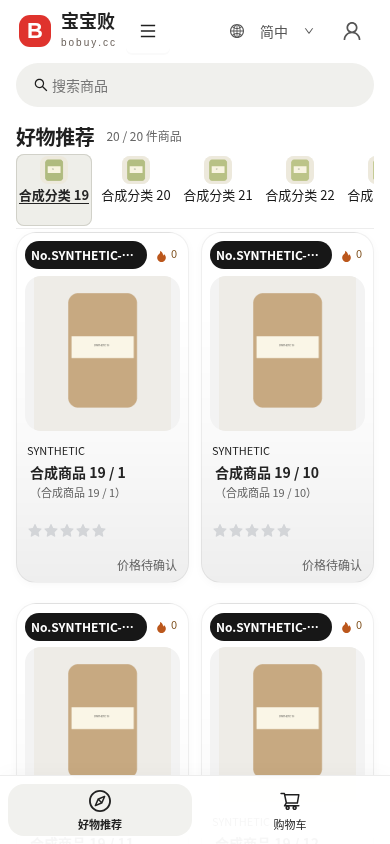 B 宝宝败
bobuy.cc
简中
搜索商品
好物推荐 20 / 20 件商品
合成分类 19 合成分类 20 合成分类 21 合成分类 22 合成
No.SYNTHETIC-··· 0
SYNTHETIC
合成商品 19 / 1
（合成商品 19 / 1）
价格待确认
No.SYNTHETIC-··· 0
SYNTHETIC
合成商品 19 / 10
（合成商品 19 / 10）
价格待确认
No.SYNTHETIC-··· 0
No.SYNTHETIC-··· 0
好物推荐
购物车